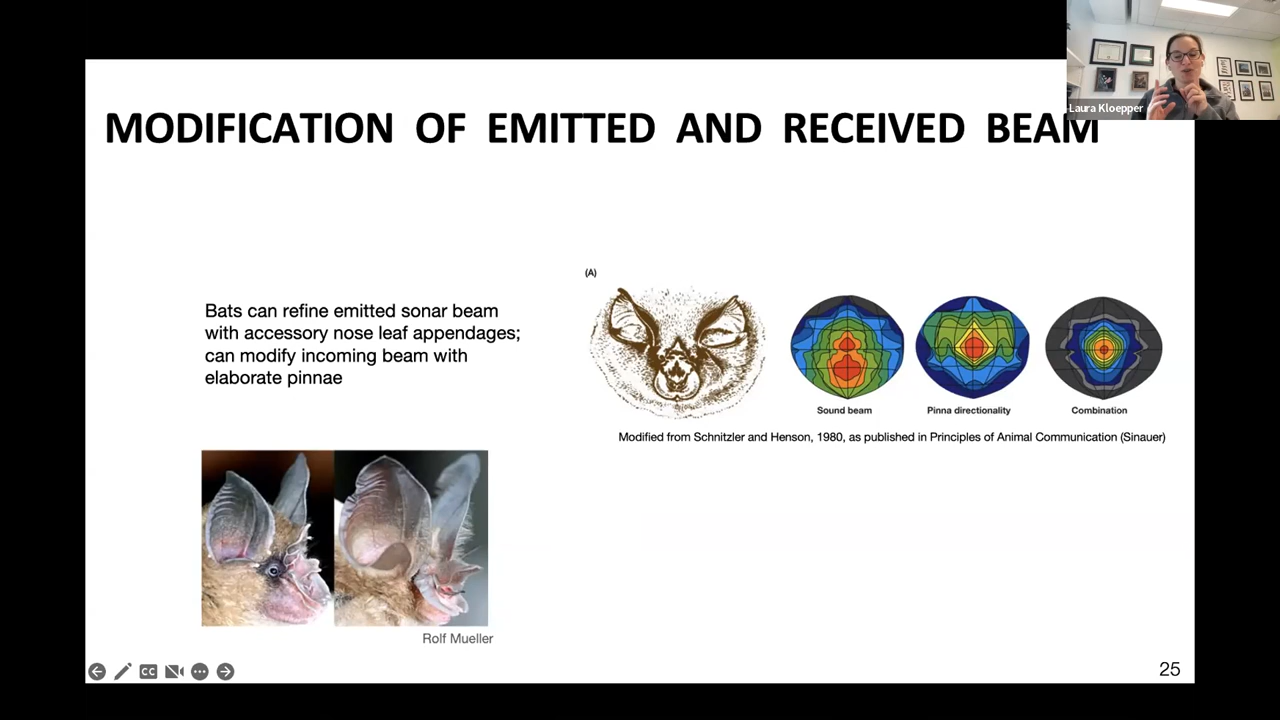 Laura Kloepper
MODIFICATION OF EMITTED AND RECEIVED BEAM
(A)
Bats can refine emitted sonar beam
with accessory nose leaf appendages;
can modify incoming beam with
elaborate pinnae
Sound beam
Pinna directionality
Combination
Modified from Schnitzler and Henson, 1980, as published in Principles of Animal Communication (Sinauer)
Rolf Mueller
CC
25